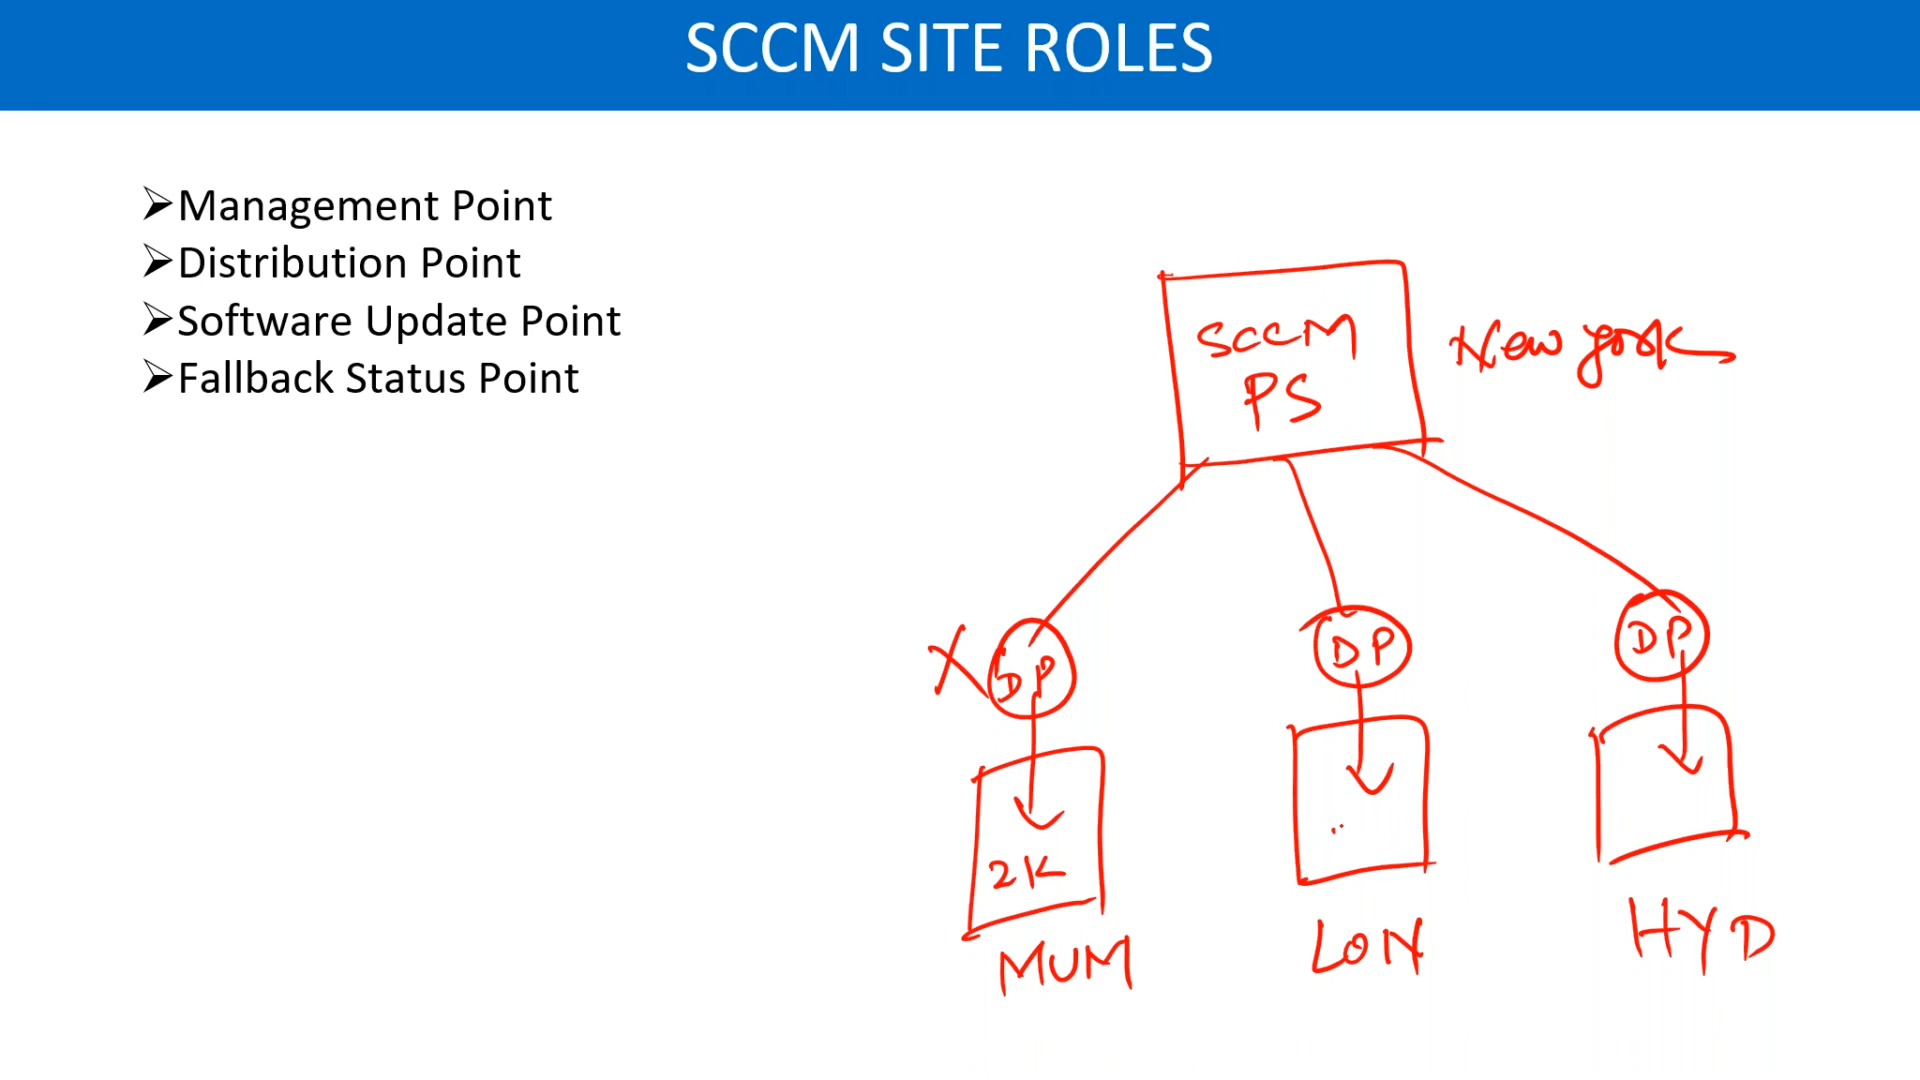 SCCM SITE ROLES
➢Management Point
➢Distribution Point
➢Software Update Point
➢Fallback Status Point
SCCM
PS
New york
X
DP
DP
DP
2K
MUM
LON
HYD